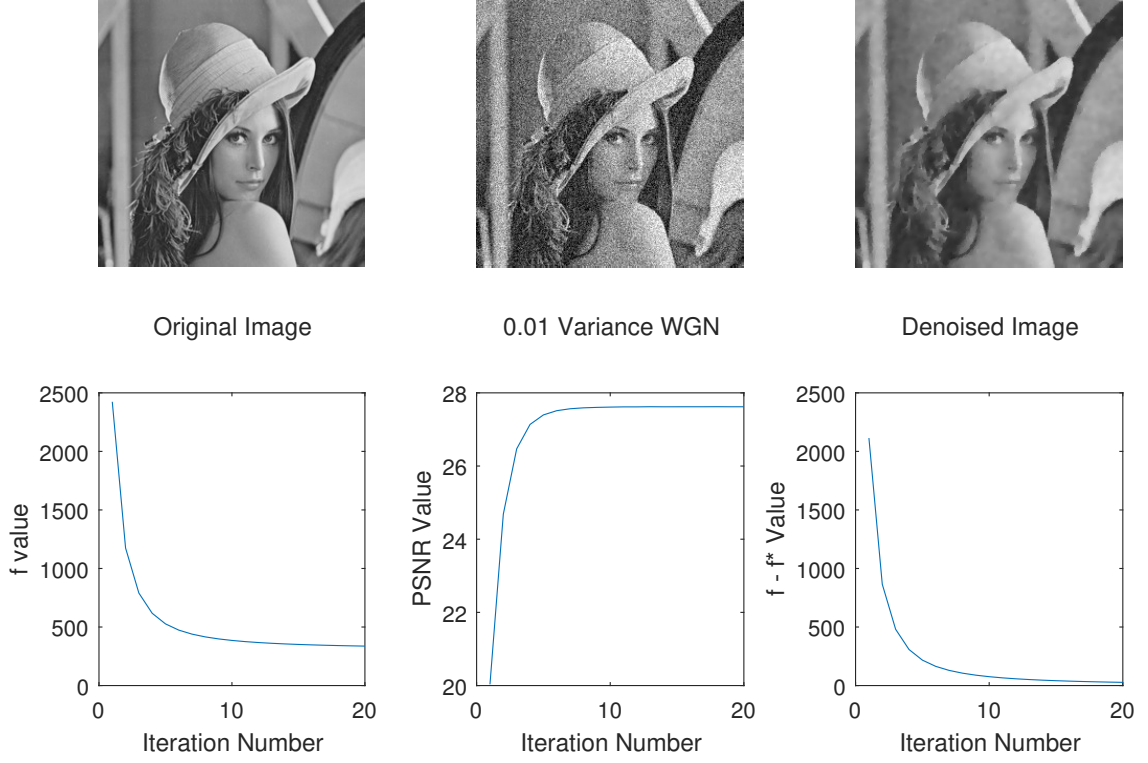 Original Image
0.01 Variance WGN
Denoised Image
2500
2000
1500
1000
500
0
0
10
20
f value
Iteration Number
28
26
24
22
20
0
10
20
PSNR Value
Iteration Number
2500
2000
1500
1000
500
0
0
10
20
f - f* Value
Iteration Number